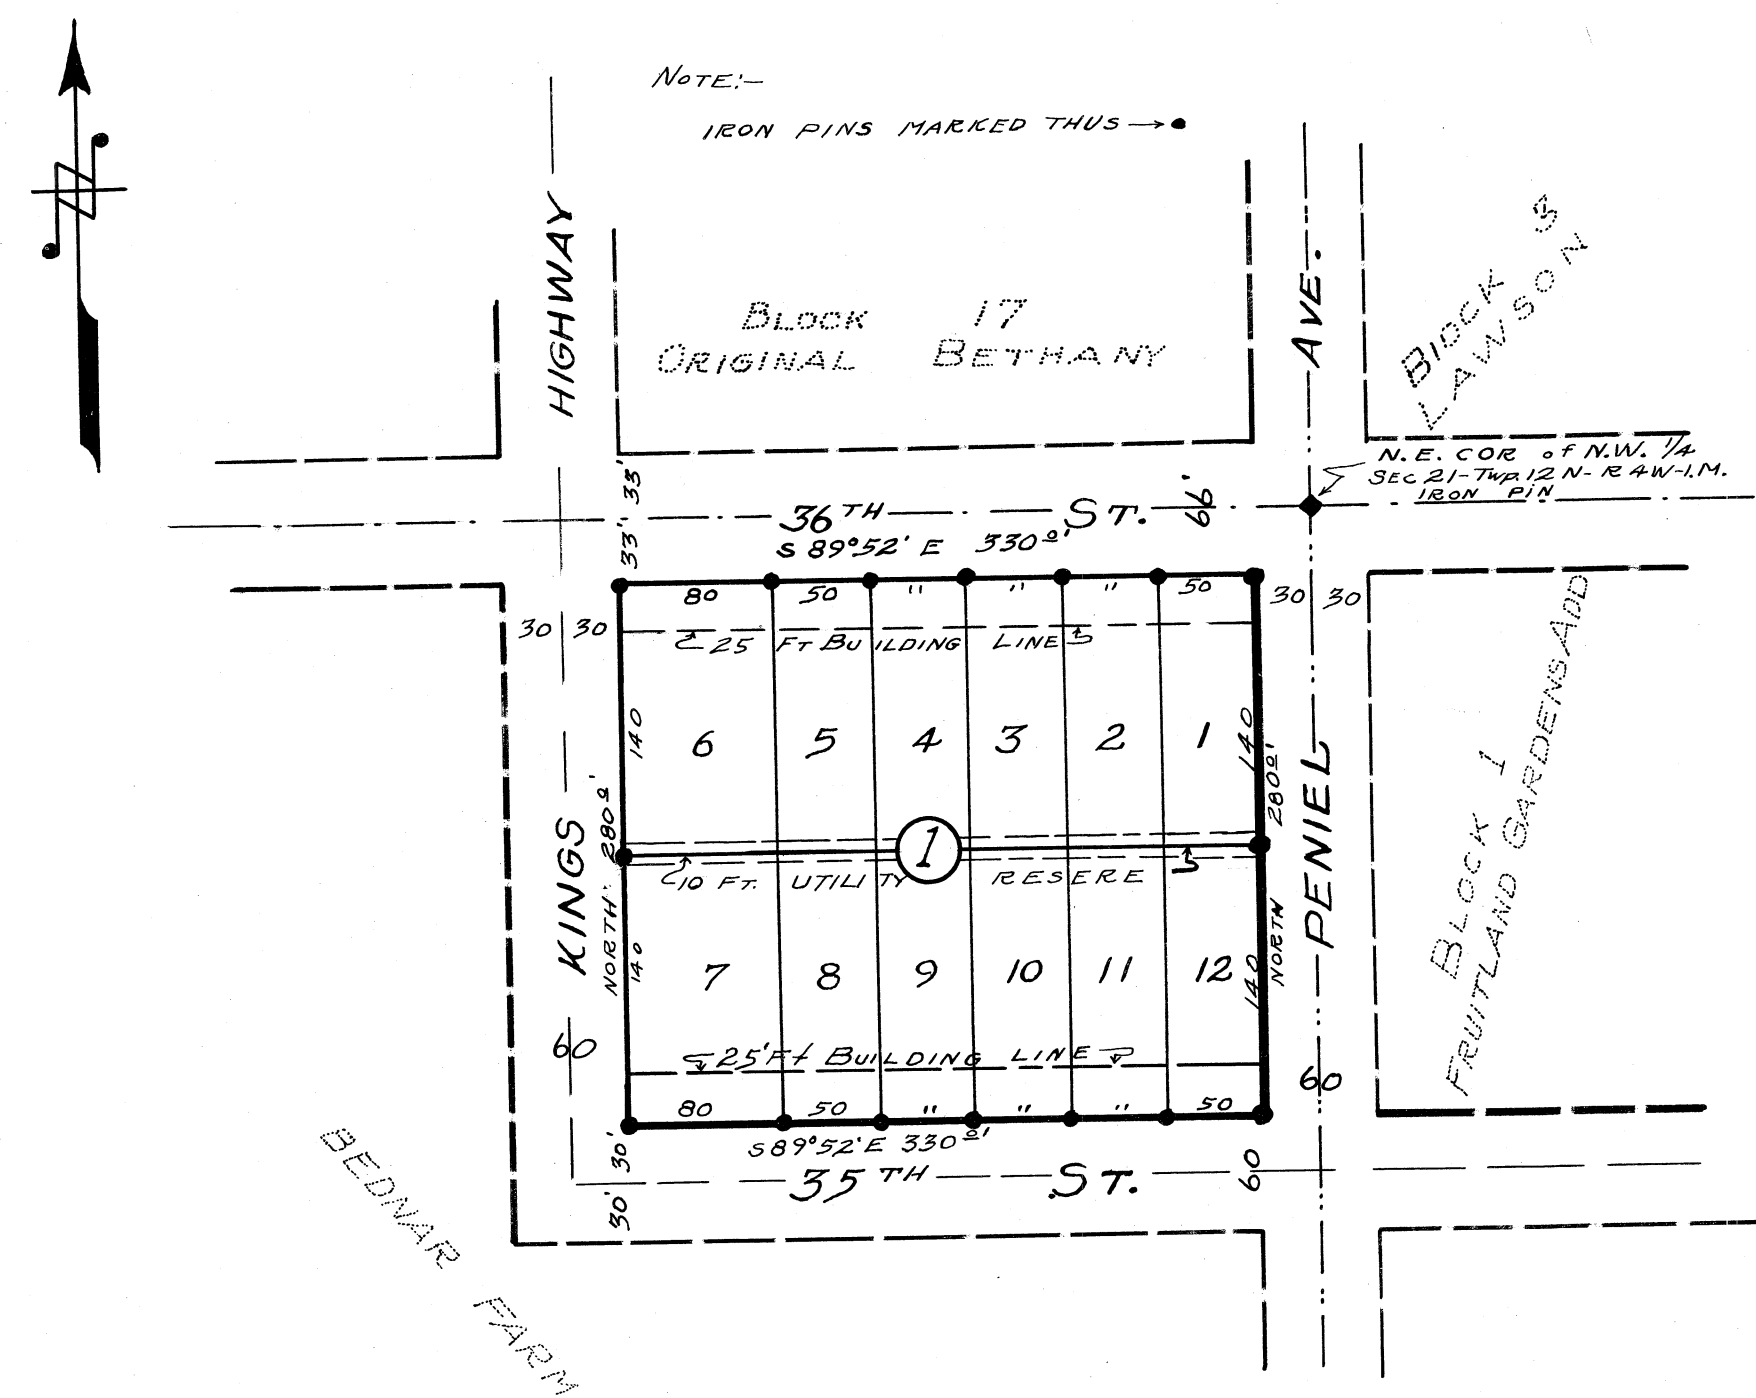 NOTE:-
IRON PINS MARKED THUS
HIGHWAY
AVE.
BLOCK 17
ORIGINAL BETHANY
BLOCK 3
LAWSON
N.E. COR of N.W. 1/4
SEC 21-Twp. 12 N- R 4W-I.M.
IRON PIN
33' 33'
36TH ST.
66'
S 89°52' E 330.0'
80 50 " " " 50
30 30
30 30
25 FT BUILDING LINE
140
6 5 4 3 2 1
140
280.0'
280.0'
1
10 FT. UTILITY RESERE
KINGS
PENIEL
NORTH
NORTH
140
7 8 9 10 11 12
140
BLOCK 1
FRUITLAND GARDENS ADD
60
25'Ft BUILDING LINE
60
80 50 " " " 50
S 89°52' E 330.0'
30' 30'
35TH ST.
60
BEDNAR FARM